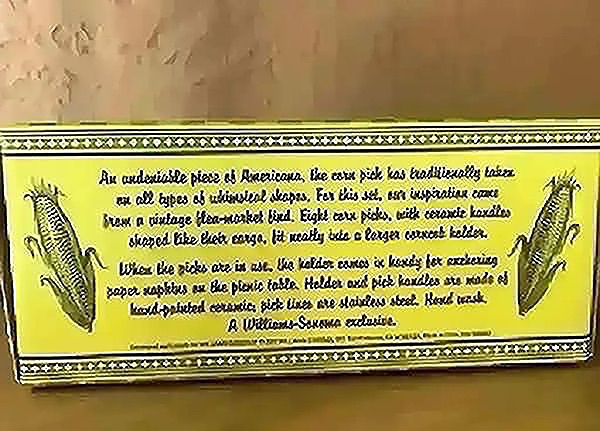 An undeniable piece of Americana, the corn pick has traditionally taken
on all types of whimsical shapes. For this set, our inspiration came
from a vintage flea-market find. Eight corn picks, with ceramic handles
shaped like their cargo, fit neatly into a larger corncob holder.
When the picks are in use, the holder comes in handy for anchoring
paper napkins on the picnic table. Holder and pick handles are made of
hand-painted ceramic; pick tines are stainless steel. Hand wash.
A Williams-Sonoma exclusive.